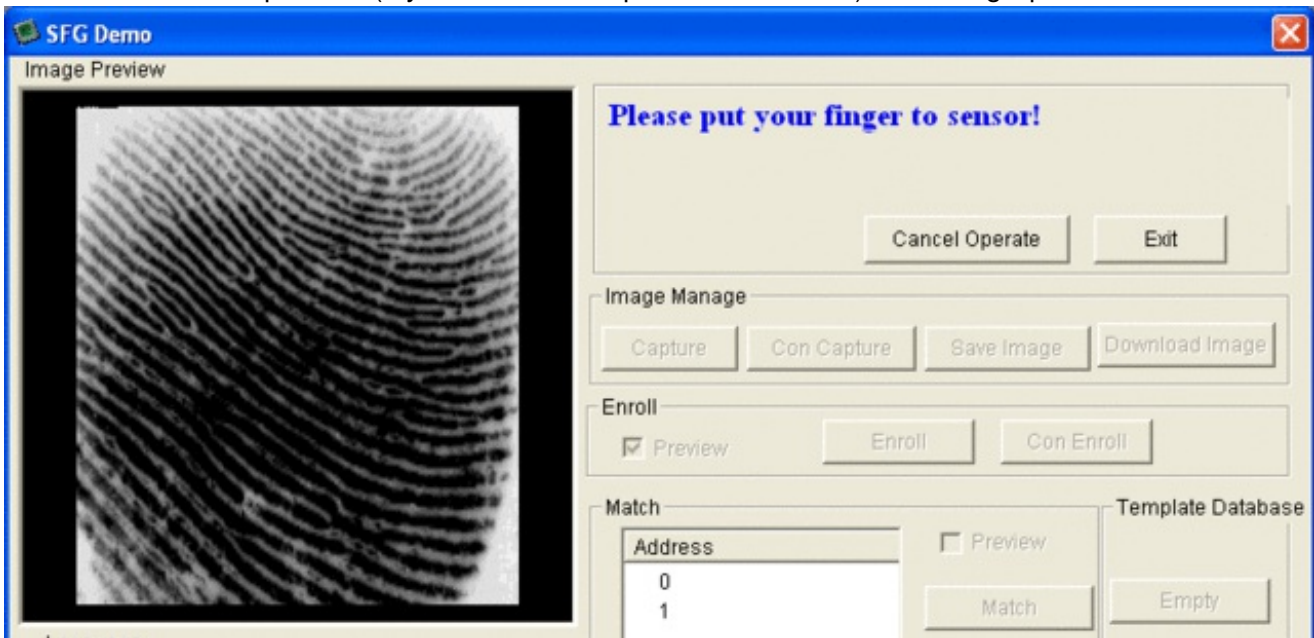 SFG Demo
Image Preview
Please put your finger to sensor!
Cancel Operate
Exit
Image Manage
Capture
Con Capture
Save Image
Download Image
Enroll
Preview
Enroll
Con Enroll
Match
Template Database
Address
Preview
0
1
Match
Empty